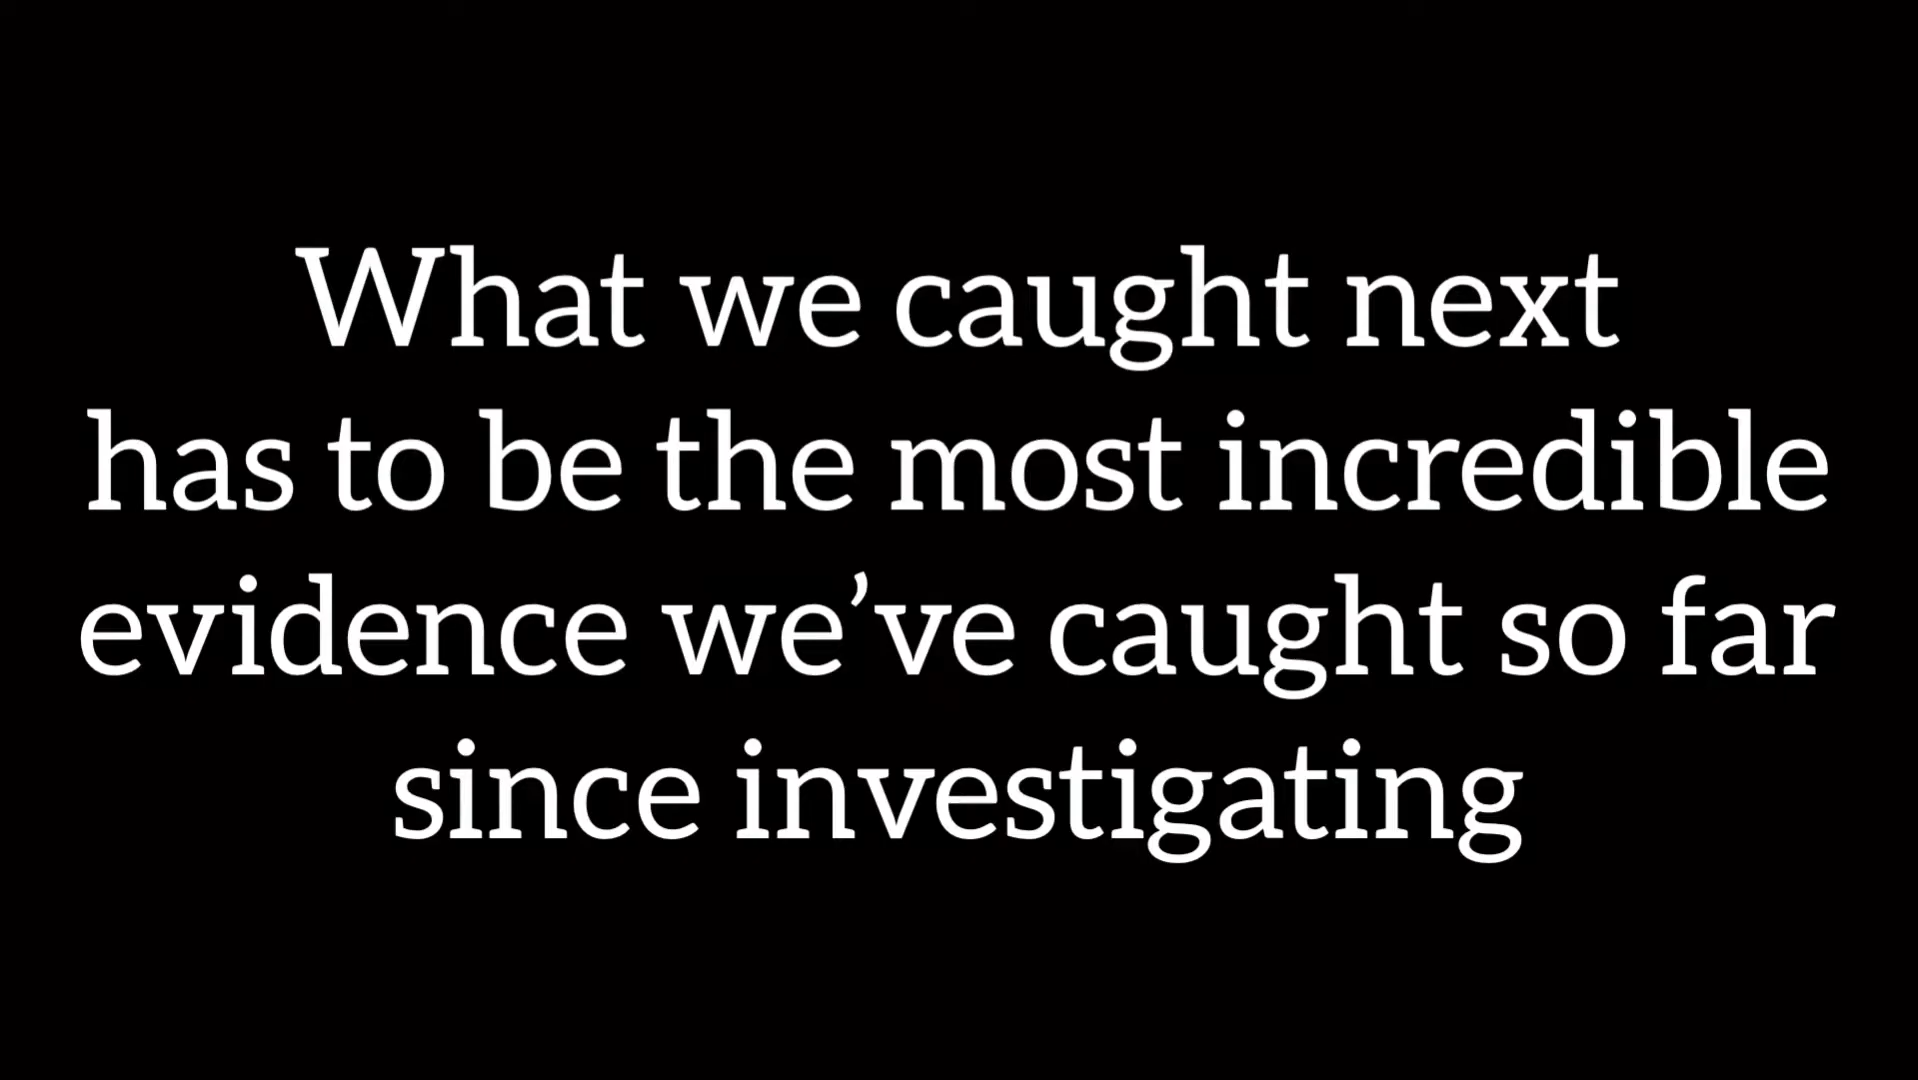 What we caught next
has to be the most incredible
evidence we’ve caught so far
since investigating